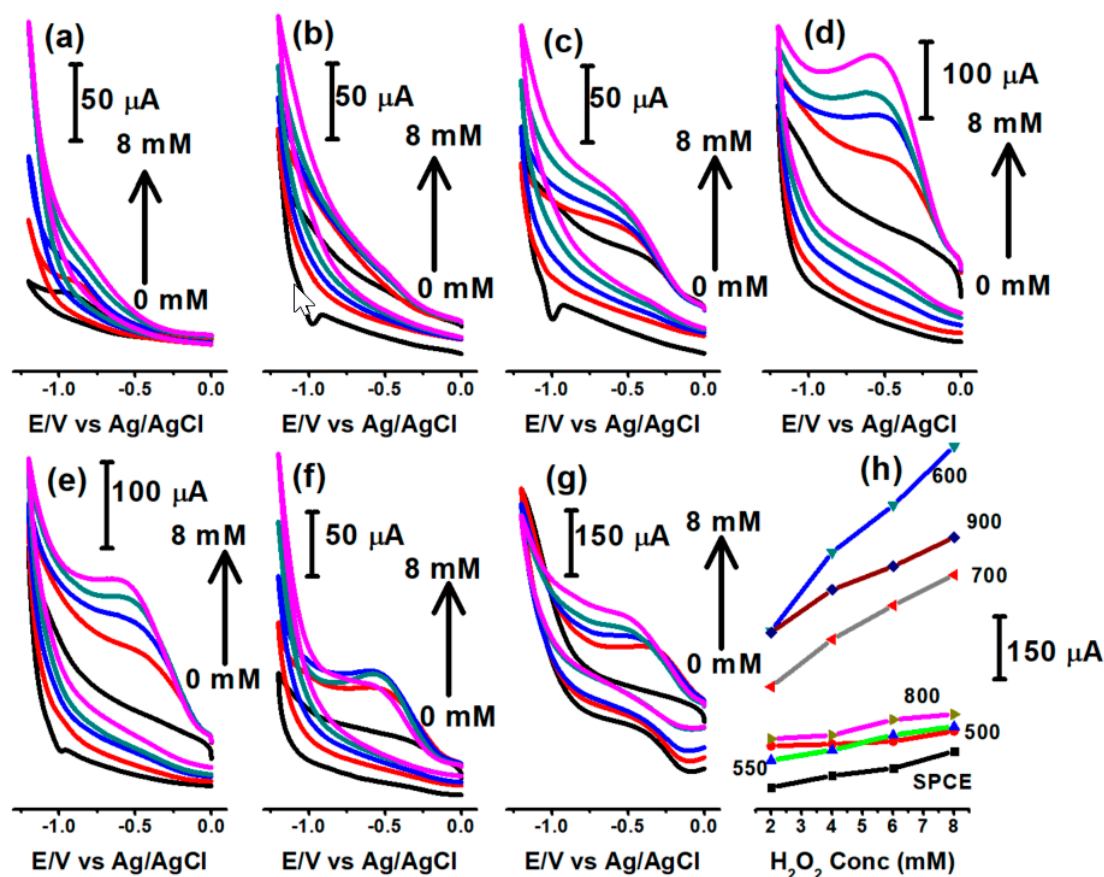 (a)
50 μA
8 mM
0 mM
-1.0 -0.5 0.0
E/V vs Ag/AgCl
(b)
50 μA
8 mM
0 mM
-1.0 -0.5 0.0
E/V vs Ag/AgCl
(c)
50 μA
8 mM
0 mM
-1.0 -0.5 0.0
E/V vs Ag/AgCl
(d)
100 μA
8 mM
0 mM
-1.0 -0.5 0.0
E/V vs Ag/AgCl
(e)
100 μA
8 mM
0 mM
-1.0 -0.5 0.0
E/V vs Ag/AgCl
(f)
50 μA
8 mM
0 mM
-1.0 -0.5 0.0
E/V vs Ag/AgCl
(g)
150 μA
8 mM
0 mM
-1.0 -0.5 0.0
E/V vs Ag/AgCl
(h)
600
900
700
150 μA
800
500
550
SPCE
2 3 4 5 6 7 8
H₂O₂ Conc (mM)